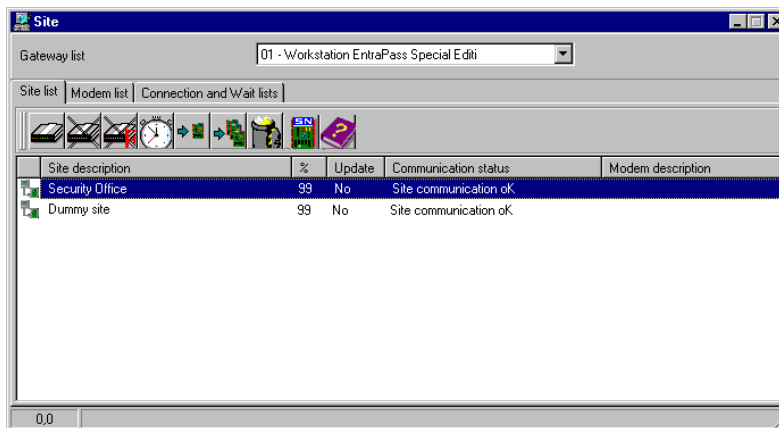 Site
Gateway list 01 - Workstation EntraPass Special Editi
Site list Modem list Connection and Wait lists
SN
Site description % Update Communication status Modem description
Security Office 99 No Site communication oK
Dummy site 99 No Site communication oK
0,0